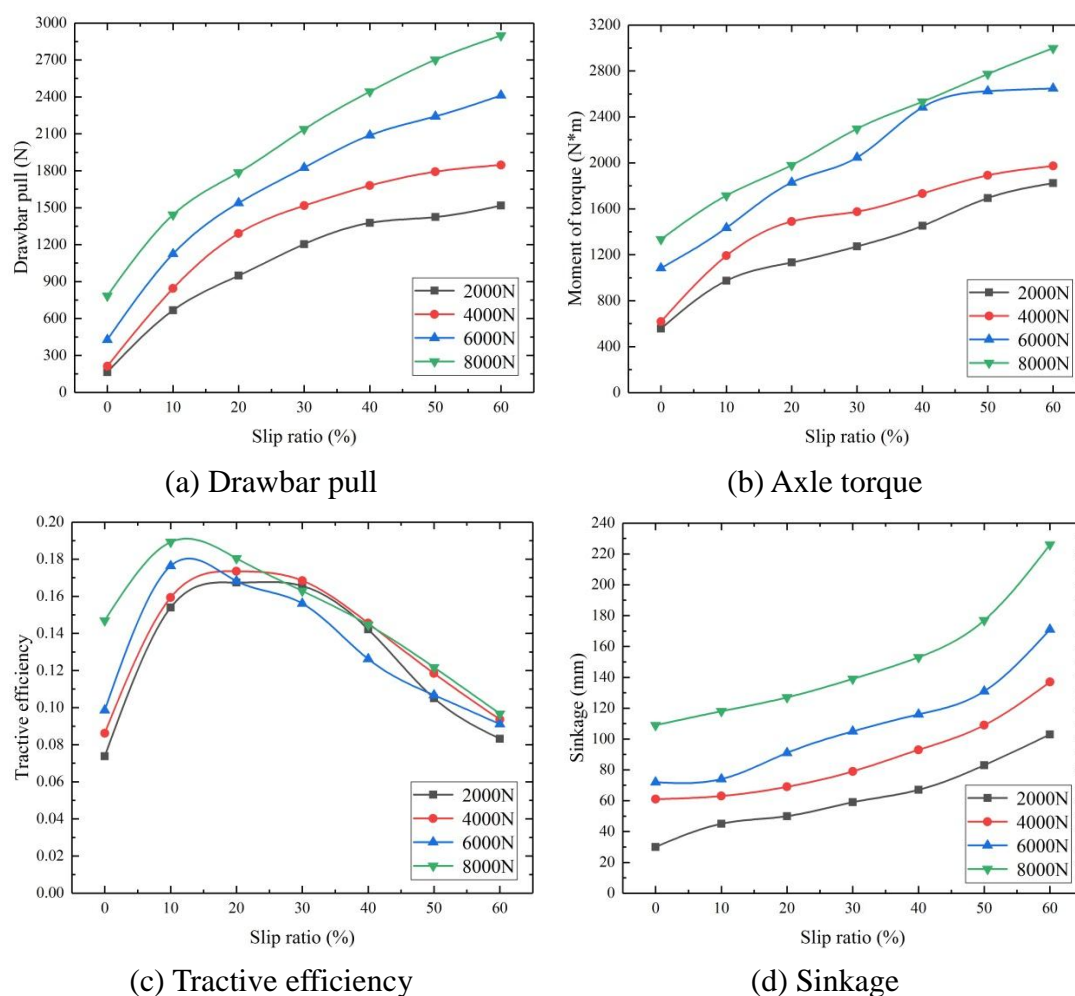 3000
2700
2400
2100
1800
1500
1200
900
600
300
0
Drawbar pull (N)
2000N
4000N
6000N
8000N
0 10 20 30 40 50 60
Slip ratio (%)
(a) Drawbar pull
3200
2800
2400
2000
1600
1200
800
400
0
Moment of torque (N*m)
2000N
4000N
6000N
8000N
0 10 20 30 40 50 60
Slip ratio (%)
(b) Axle torque
0.20
0.18
0.16
0.14
0.12
0.10
0.08
0.06
0.04
0.02
0.00
Tractive efficiency
2000N
4000N
6000N
8000N
0 10 20 30 40 50 60
Slip ratio (%)
(c) Tractive efficiency
240
220
200
180
160
140
120
100
80
60
40
20
0
Sinkage (mm)
2000N
4000N
6000N
8000N
0 10 20 30 40 50 60
Slip ratio (%)
(d) Sinkage